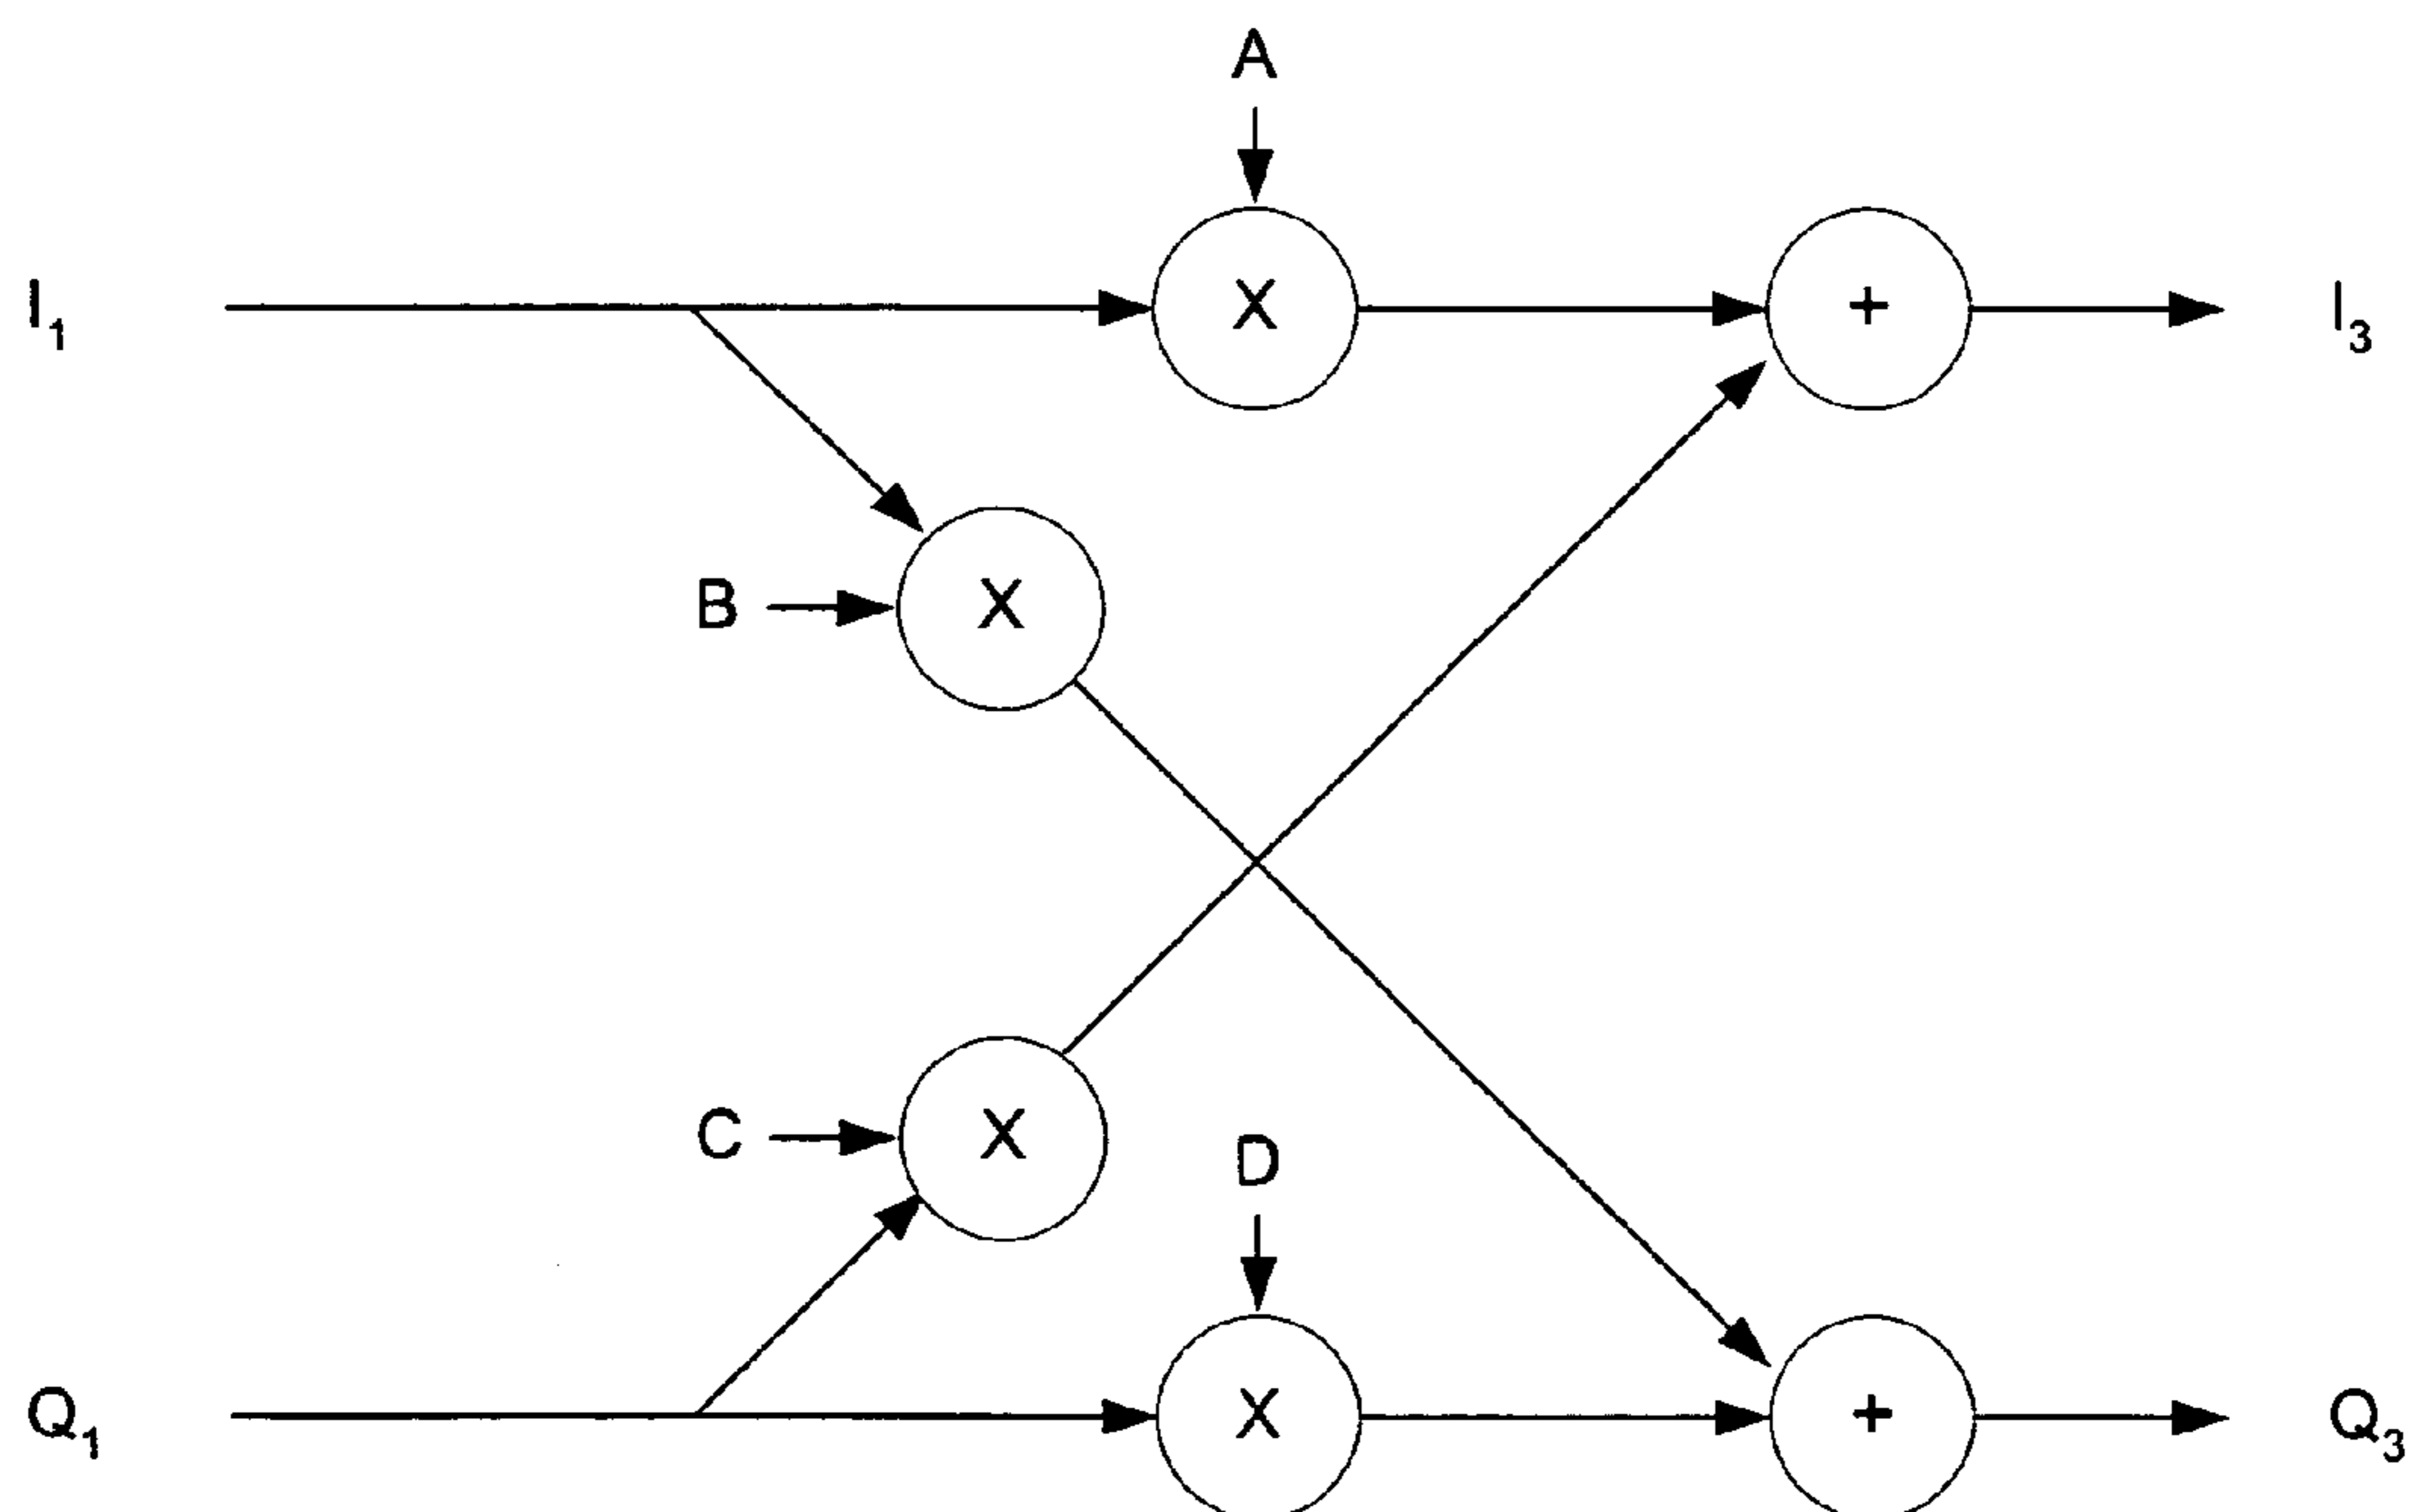 A
I₁ X + I₃
B X
C X
D
Q₁ X + Q₃